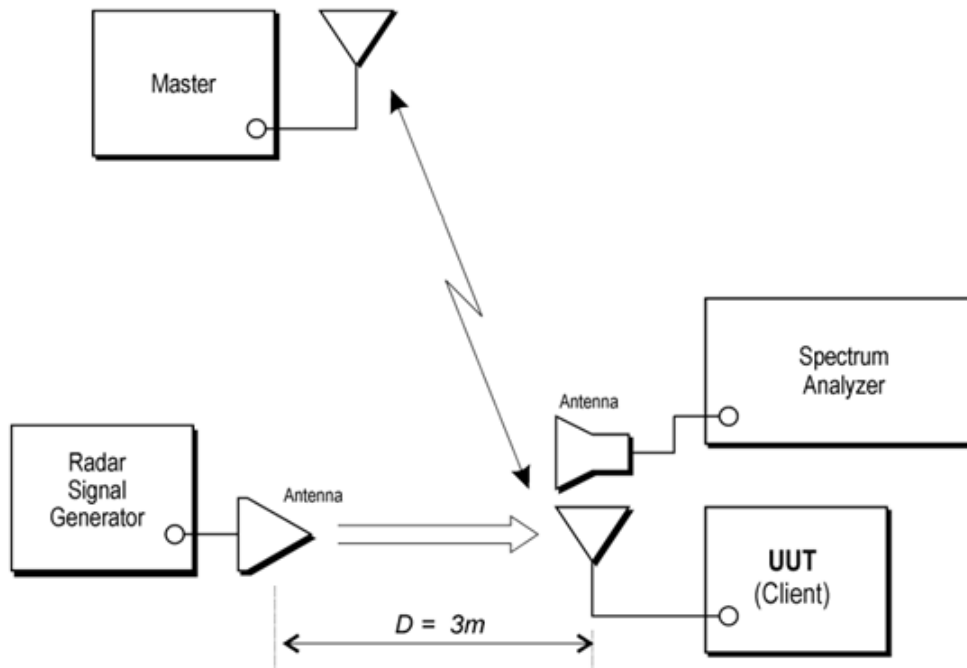 Master
Spectrum
Analyzer
Antenna
Radar
Signal
Generator
Antenna
UUT
(Client)
D = 3m